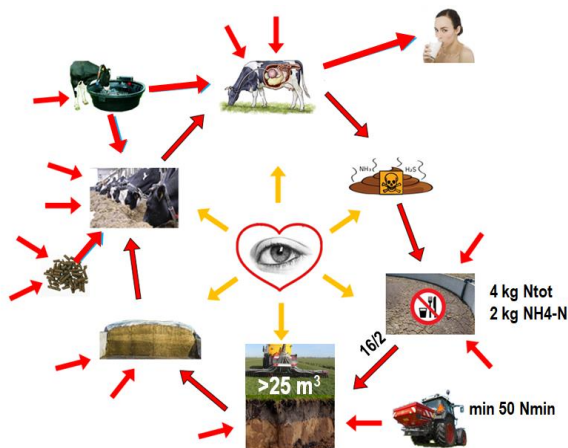 NH₃
H₂S
4 kg Ntot
2 kg NH4-N
16/2
>25 m³
min 50 Nmin